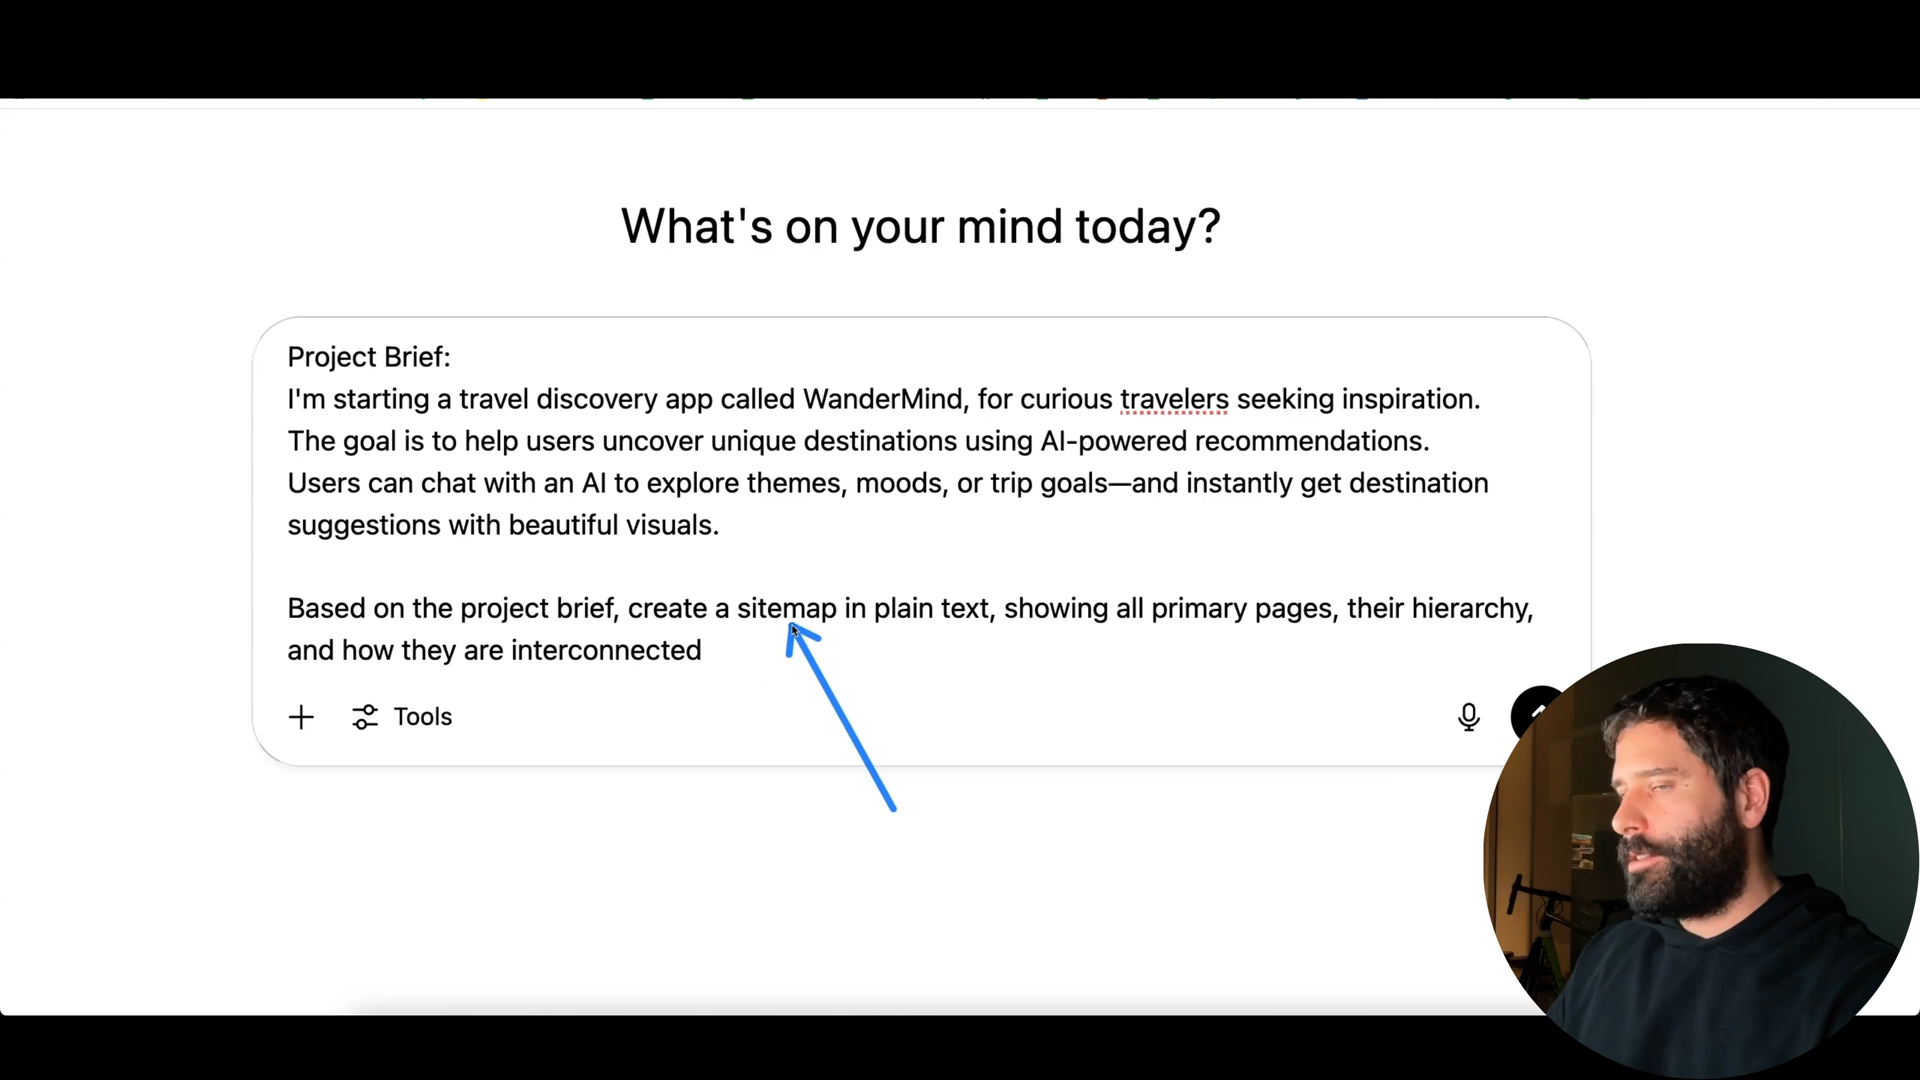 What's on your mind today?
Project Brief:
I'm starting a travel discovery app called WanderMind, for curious travelers seeking inspiration.
The goal is to help users uncover unique destinations using AI-powered recommendations.
Users can chat with an AI to explore themes, moods, or trip goals—and instantly get destination
suggestions with beautiful visuals.
Based on the project brief, create a sitemap in plain text, showing all primary pages, their hierarchy,
and how they are interconnected
Tools